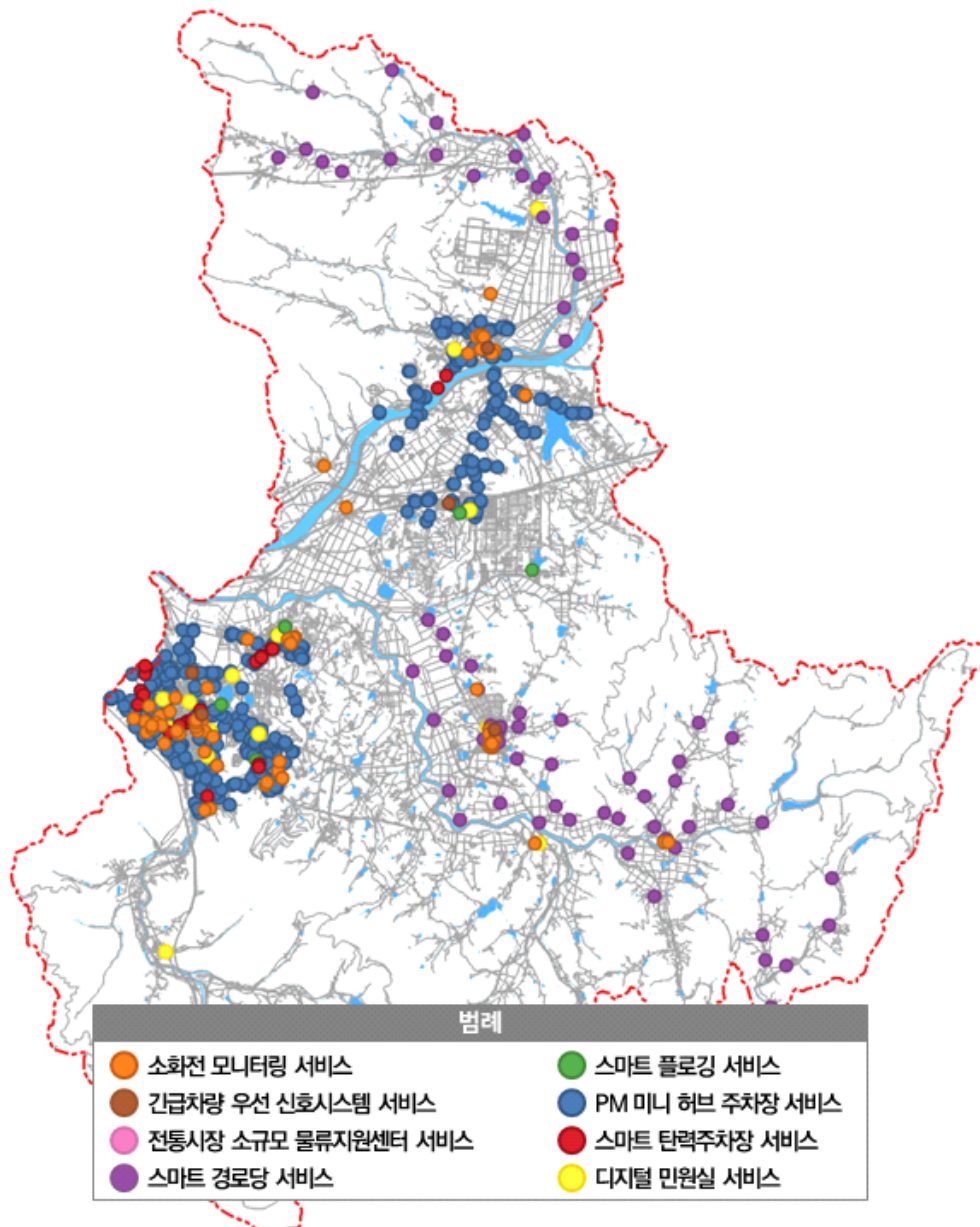 범례
소화전 모니터링 서비스
긴급차량 우선 신호시스템 서비스
전통시장 소규모 물류지원센터 서비스
스마트 경로당 서비스
스마트 플로깅 서비스
PM 미니 허브 주차장 서비스
스마트 탄력주차장 서비스
디지털 민원실 서비스